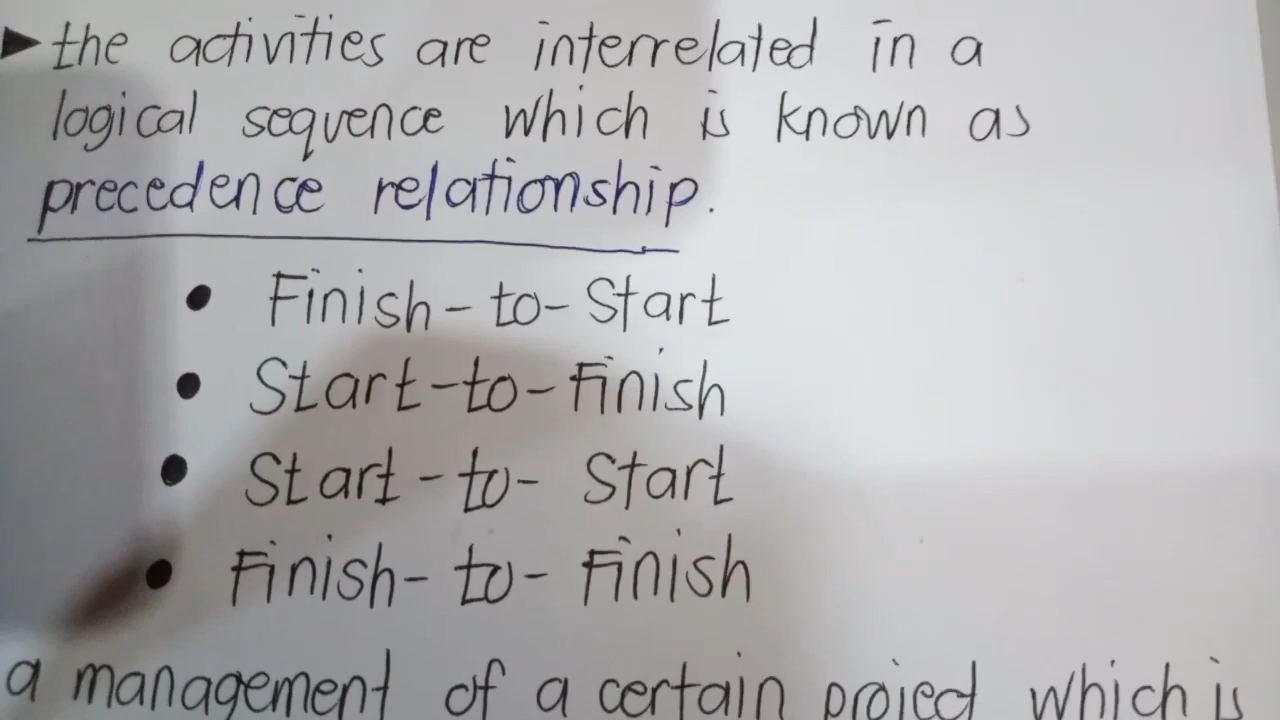 ▶ the activities are interrelated in a
logical sequence which is known as
precedence relationship.
• Finish-to-Start
• Start-to-Finish
• Start-to-Start
• Finish-to-Finish
a management of a certain project which is